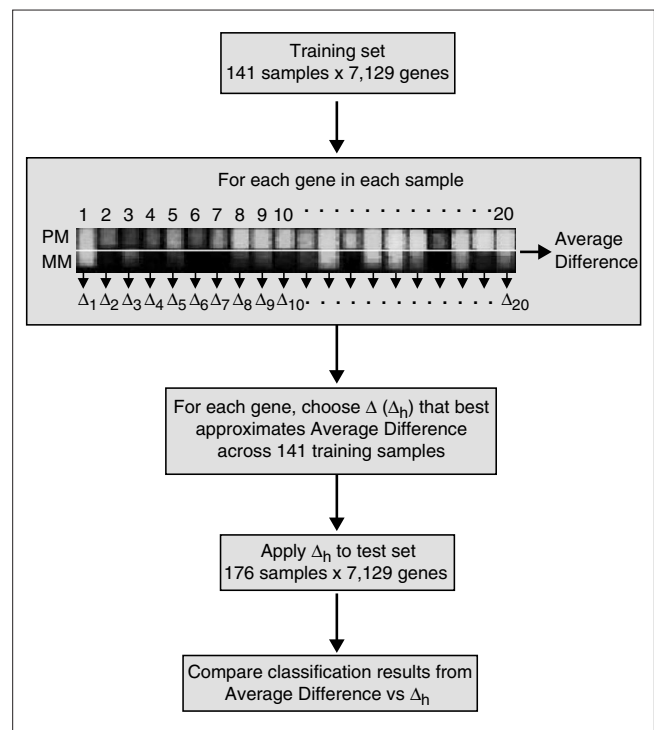 Training set
141 samples x 7,129 genes
For each gene in each sample
1 2 3 4 5 6 7 8 9 10 · · · · · · · · · · · · · 20
PM
MM
Average
Difference
Δ1 Δ2 Δ3 Δ4 Δ5 Δ6 Δ7 Δ8 Δ9 Δ10 · · · · · · · · · · · · · Δ20
For each gene, choose Δ (Δh) that best
approximates Average Difference
across 141 training samples
Apply Δh to test set
176 samples x 7,129 genes
Compare classification results from
Average Difference vs Δh